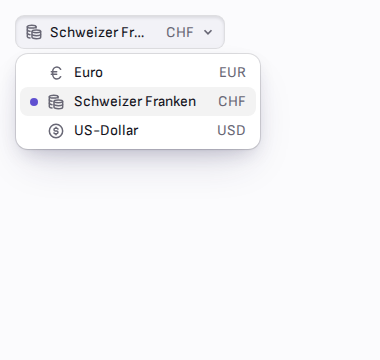 Schweizer Fr... CHF
Euro EUR
Schweizer Franken CHF
US-Dollar USD